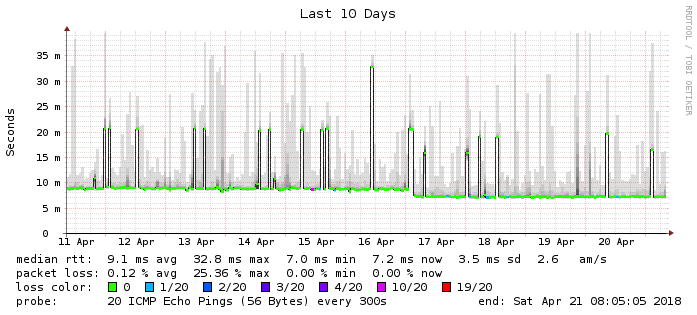 Last 10 Days
RRDTOOL / TOBI OETIKER
Seconds
35 m
30 m
25 m
20 m
15 m
10 m
5 m
0
11 Apr 12 Apr 13 Apr 14 Apr 15 Apr 16 Apr 17 Apr 18 Apr 19 Apr 20 Apr
median rtt: 9.1 ms avg 32.8 ms max 7.0 ms min 7.2 ms now 3.5 ms sd 2.6 am/s
packet loss: 0.12 % avg 25.36 % max 0.00 % min 0.00 % now
loss color: 0 1/20 2/20 3/20 4/20 10/20 19/20
probe: 20 ICMP Echo Pings (56 Bytes) every 300s end: Sat Apr 21 08:05:05 2018